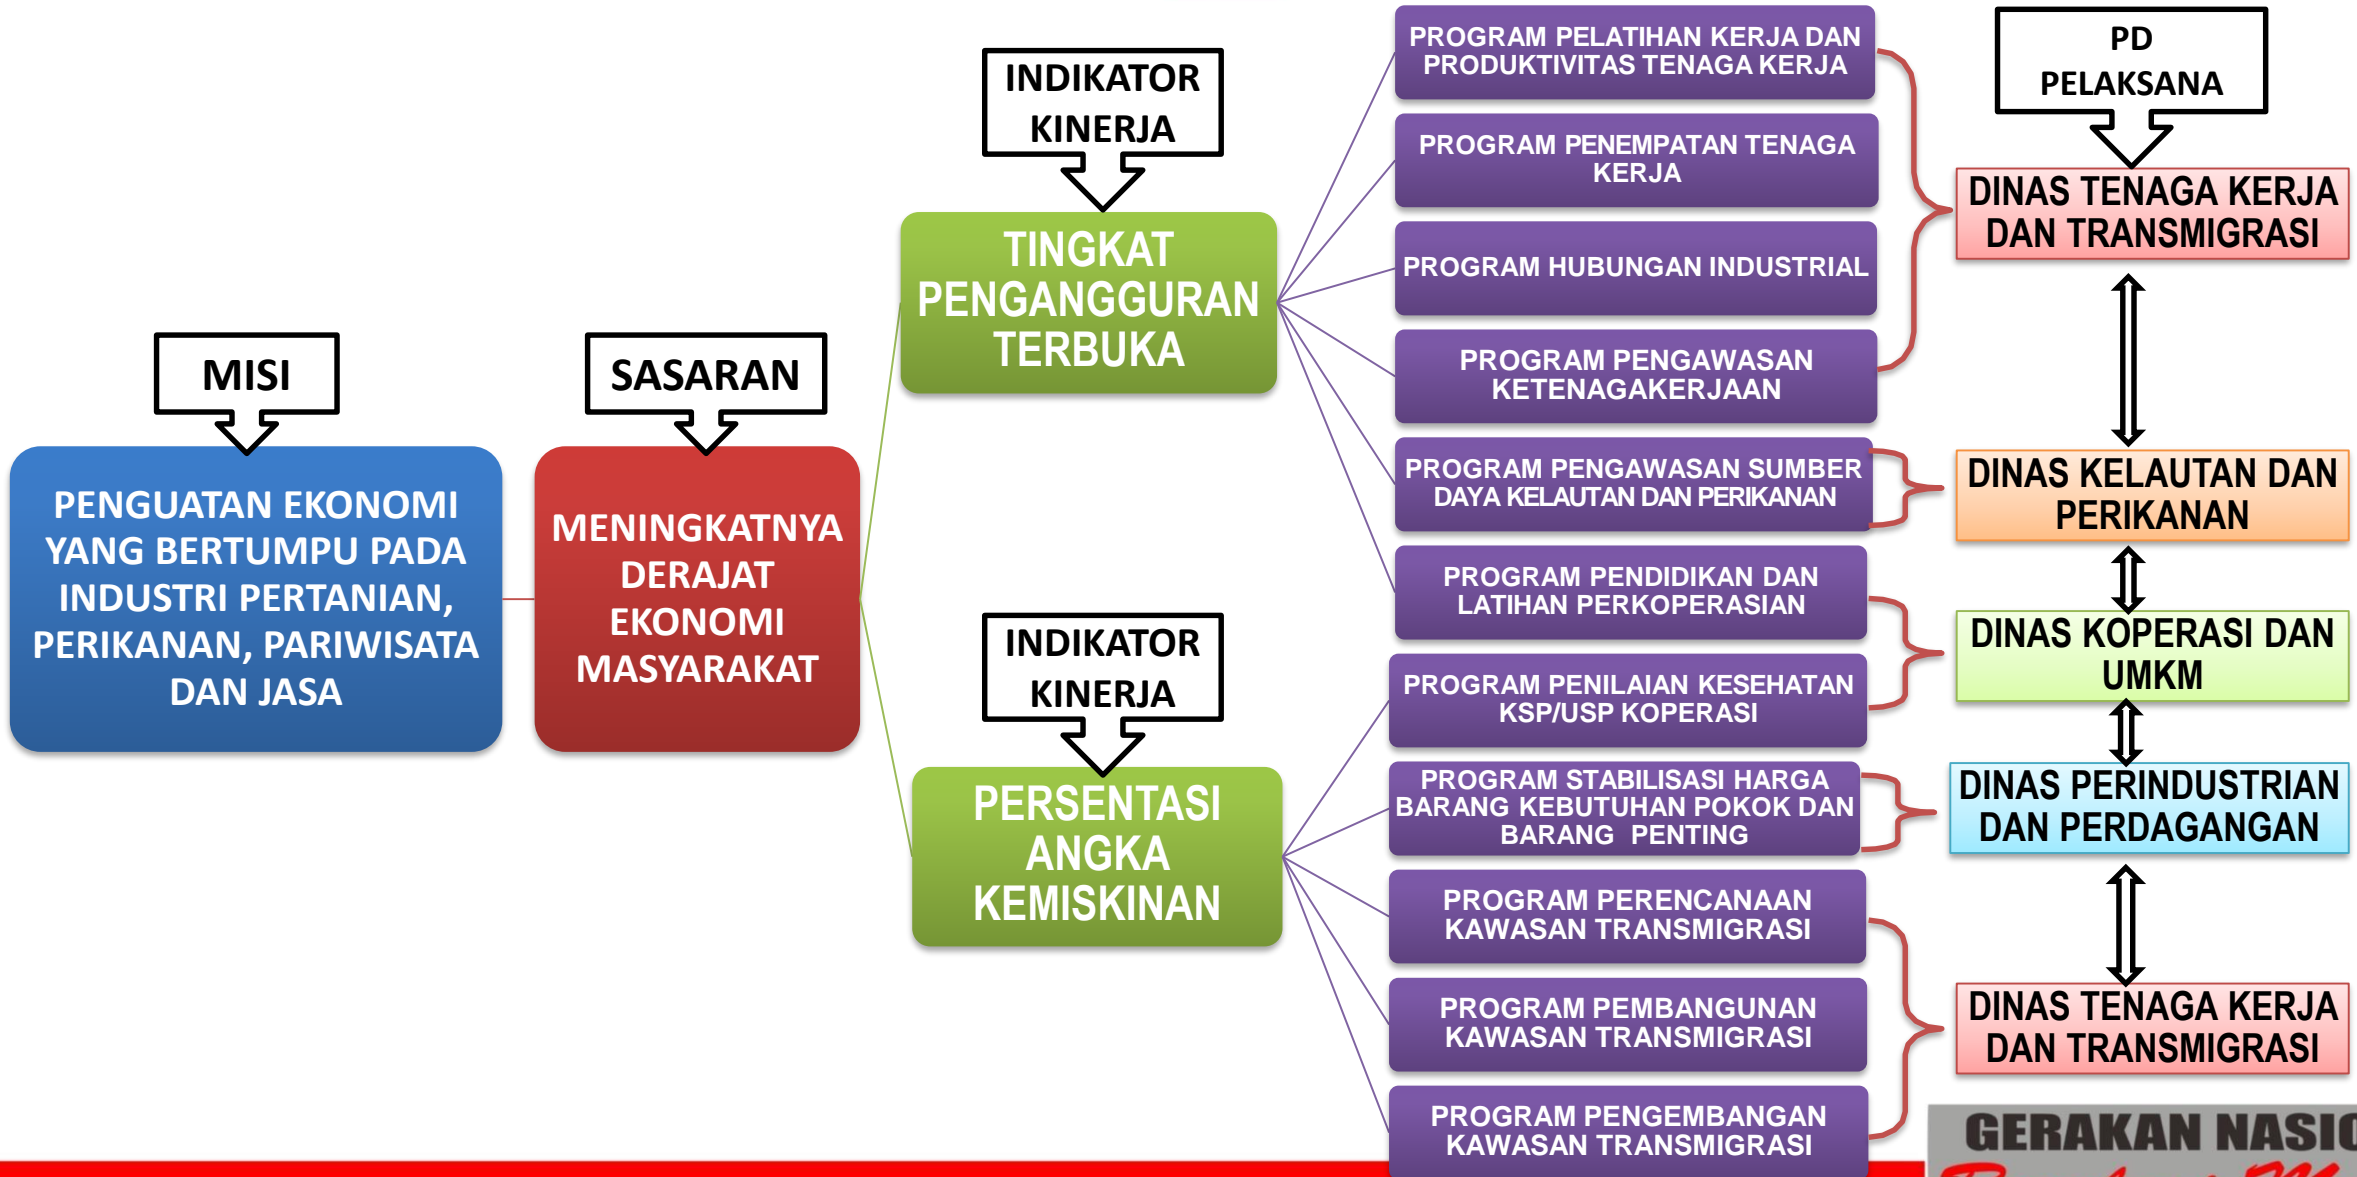 MISI
PENGUATAN EKONOMI
YANG BERTUMPU PADA
INDUSTRI PERTANIAN,
PERIKANAN, PARIWISATA
DAN JASA
SASARAN
MENINGKATNYA
DERAJAT
EKONOMI
MASYARAKAT
INDIKATOR
KINERJA
TINGKAT
PENGANGGURAN
TERBUKA
INDIKATOR
KINERJA
PERSENTASI
ANGKA
KEMISKINAN
PROGRAM PELATIHAN KERJA DAN
PRODUKTIVITAS TENAGA KERJA
PROGRAM PENEMPATAN TENAGA
KERJA
PROGRAM HUBUNGAN INDUSTRIAL
PROGRAM PENGAWASAN
KETENAGAKERJAAN
PROGRAM PENGAWASAN SUMBER
DAYA KELAUTAN DAN PERIKANAN
PROGRAM PENDIDIKAN DAN
LATIHAN PERKOPERASIAN
PROGRAM PENILAIAN KESEHATAN
KSP/USP KOPERASI
PROGRAM STABILISASI HARGA
BARANG KEBUTUHAN POKOK DAN
BARANG PENTING
PROGRAM PERENCANAAN
KAWASAN TRANSMIGRASI
PROGRAM PEMBANGUNAN
KAWASAN TRANSMIGRASI
PROGRAM PENGEMBANGAN
KAWASAN TRANSMIGRASI
PD
PELAKSANA
DINAS TENAGA KERJA
DAN TRANSMIGRASI
DINAS KELAUTAN DAN
PERIKANAN
DINAS KOPERASI DAN
UMKM
DINAS PERINDUSTRIAN
DAN PERDAGANGAN
DINAS TENAGA KERJA
DAN TRANSMIGRASI
GERAKAN NASIO